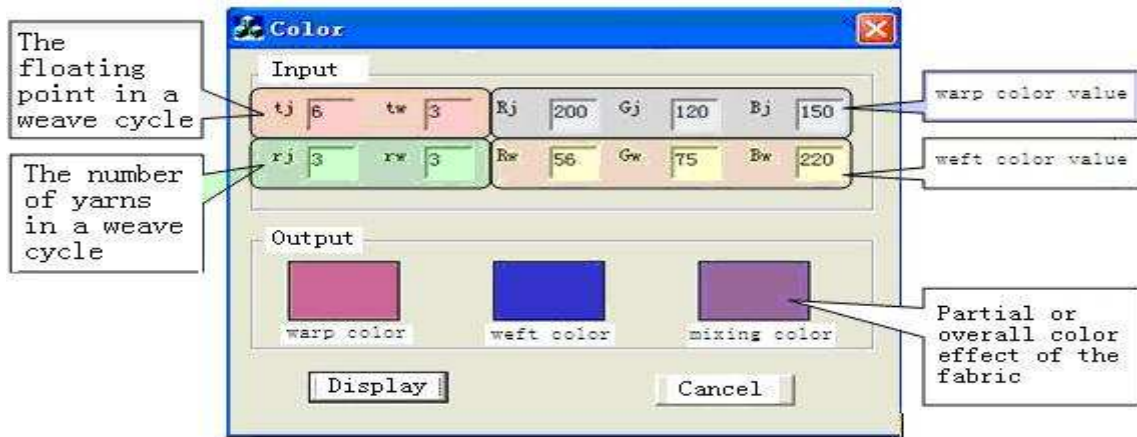 The
floating
point in a
weave cycle
The number
of yarns
in a weave
cycle
Color
Input
tj 6 tw 3 Rj 200 Gj 120 Bj 150
rj 3 rw 3 Rw 56 Gw 75 Bw 220
Output
warp color weft color mixing color
Display Cancel
warp color value
weft color value
Partial or
overall color
effect of the
fabric